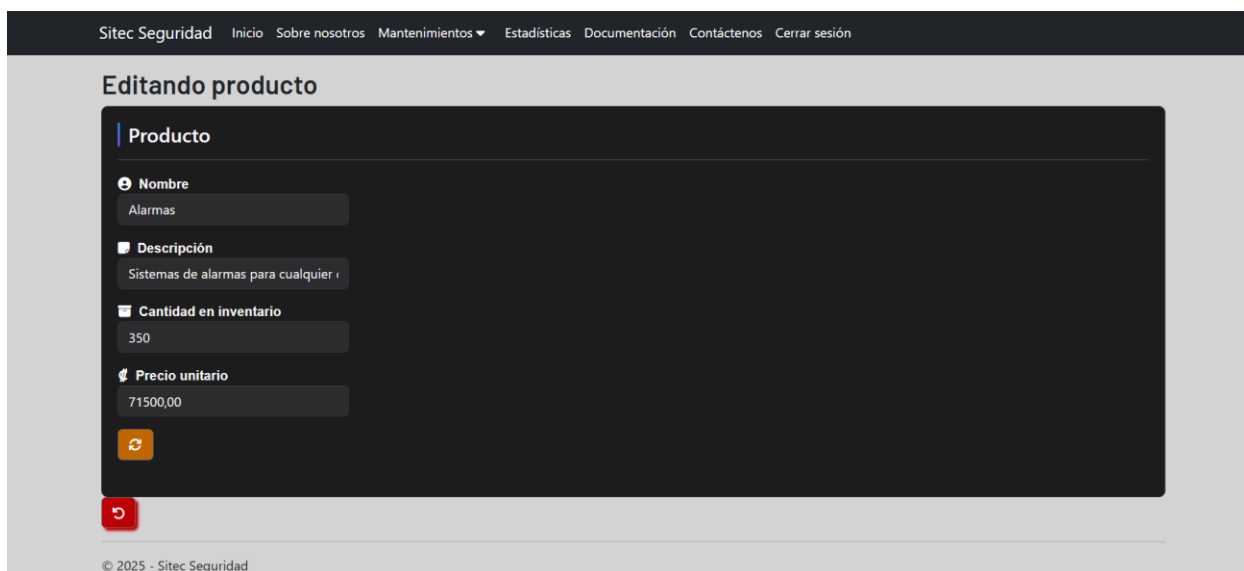 Sitec Seguridad Inicio Sobre nosotros Mantenimientos Estadísticas Documentación Contáctenos Cerrar sesión
Editando producto
Producto
Nombre
Alarmas
Descripción
Sistemas de alarmas para cualquier
Cantidad en inventario
350
Precio unitario
71500,00
© 2025 - Sitec Seguridad